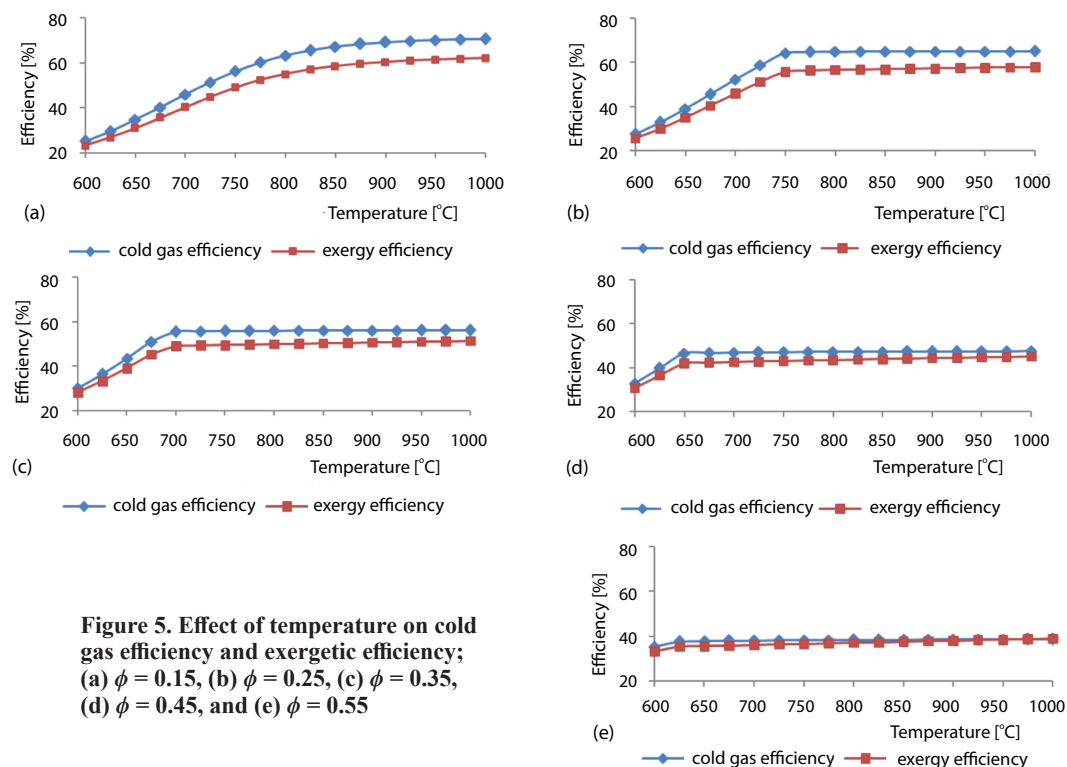 80
60
40
20
Efficiency [%]
600 650 700 750 800 850 900 950 1000
(a)
Temperature [°C]
cold gas efficiency exergy efficiency
80
60
40
20
Efficiency [%]
600 650 700 750 800 850 900 950 1000
(b)
Temperature [°C]
cold gas efficiency exergy efficiency
80
60
40
20
Efficiency [%]
600 650 700 750 800 850 900 950 1000
(c)
Temperature [°C]
cold gas efficiency exergy efficiency
80
60
40
20
Efficiency [%]
600 650 700 750 800 850 900 950 1000
(d)
Temperature [°C]
cold gas efficiency exergy efficiency
Figure 5. Effect of temperature on cold
gas efficiency and exergetic efficiency;
(a) ϕ = 0.15, (b) ϕ = 0.25, (c) ϕ = 0.35,
(d) ϕ = 0.45, and (e) ϕ = 0.55
80
60
40
20
Efficiency [%]
600 650 700 750 800 850 900 950 1000
(e)
Temperature [°C]
cold gas efficiency exergy efficiency